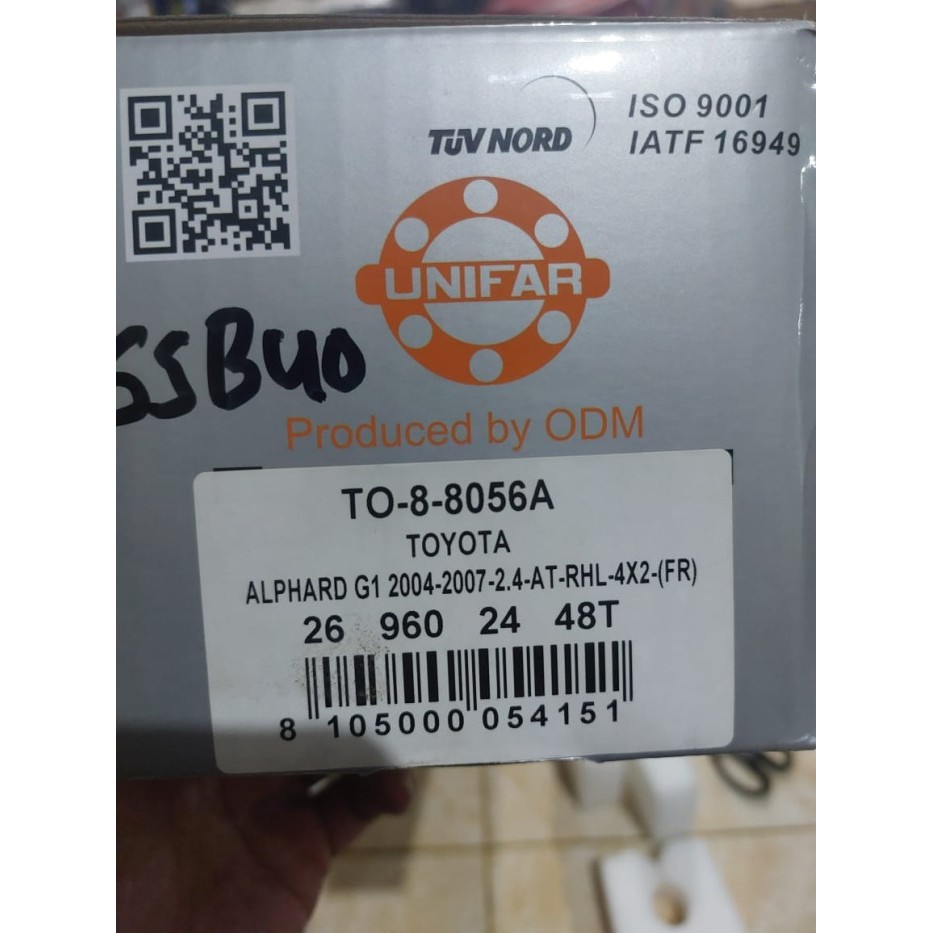 ISO 9001
TÜV NORD
IATF 16949
UNIFAR
SSB40
Produced by ODM
TO-8-8056A
TOYOTA
ALPHARD G1 2004-2007-2.4-AT-RHL-4X2-(FR)
26 960 24 48T
8 105000 054151